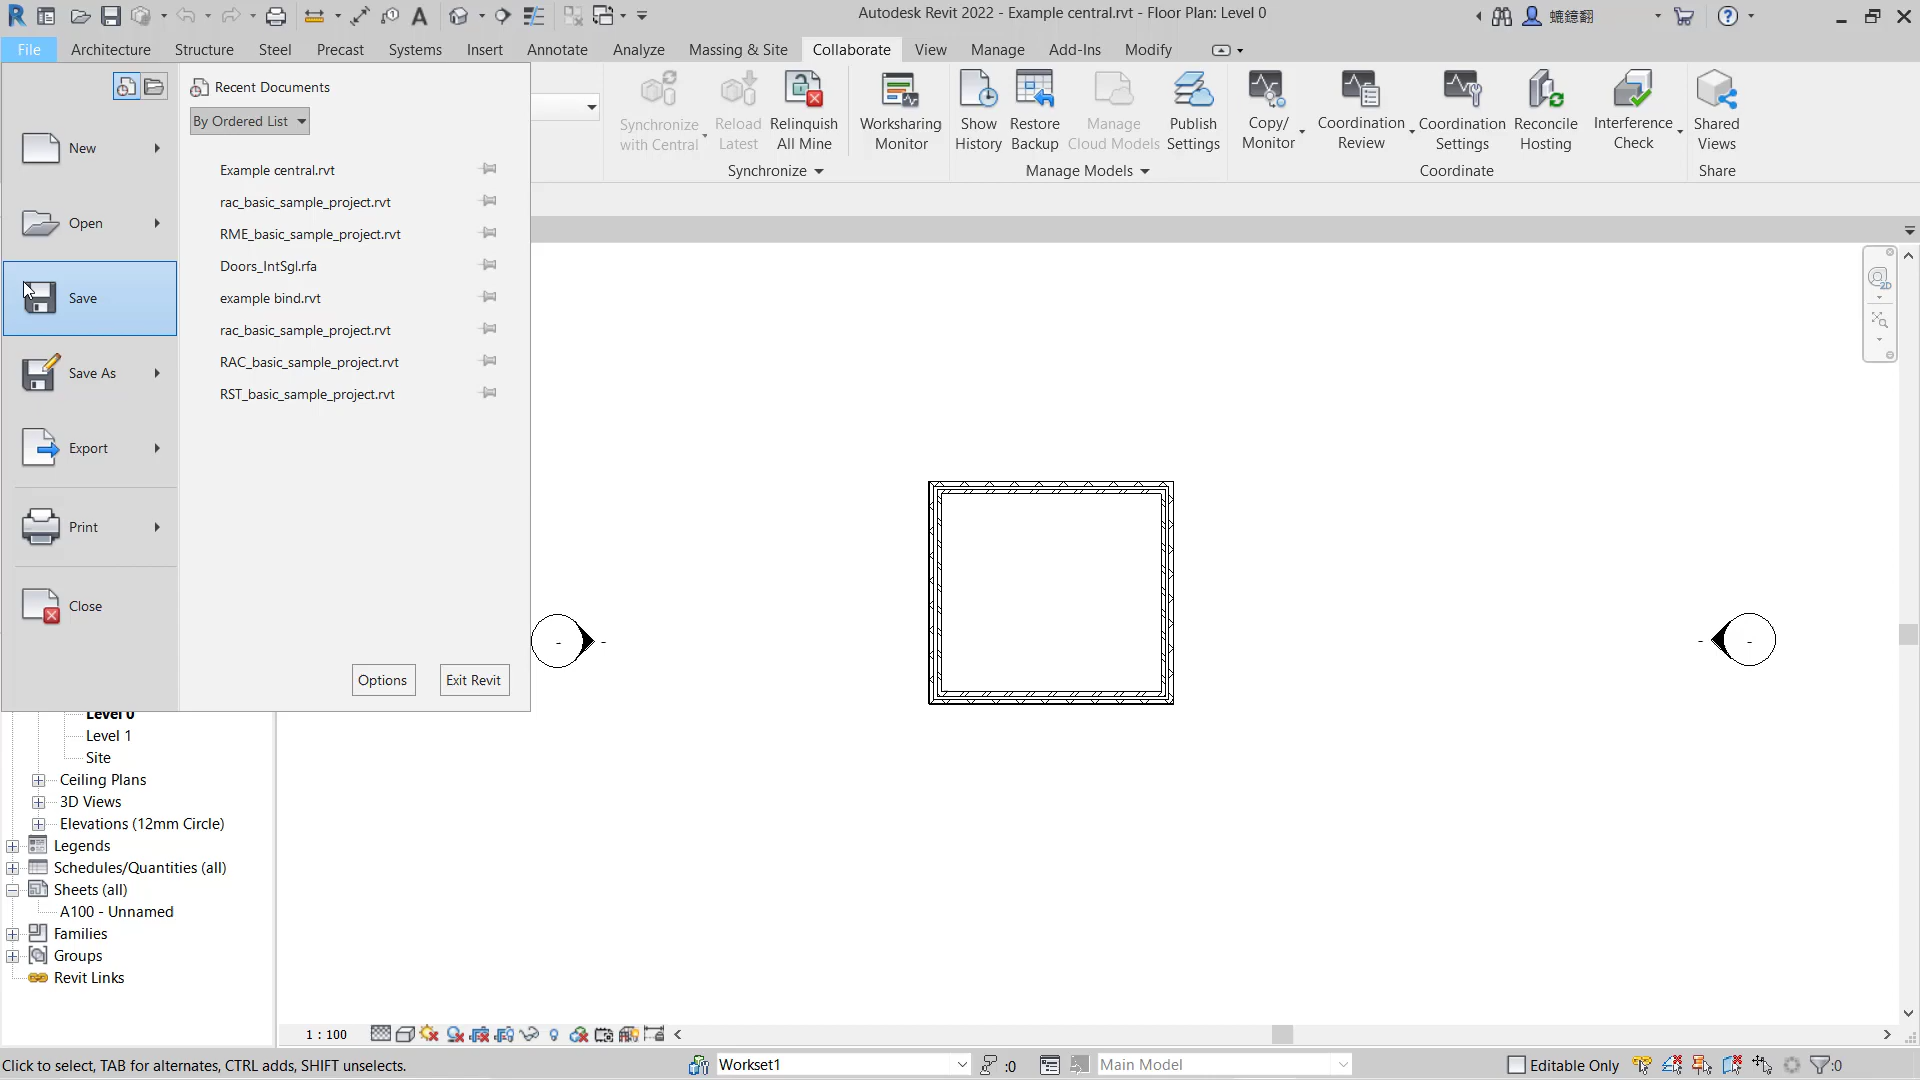 Autodesk Revit 2022 - Example central.rvt - Floor Plan: Level 0
File Architecture Structure Steel Precast Systems Insert Annotate Analyze Massing & Site Collaborate View Manage Add-Ins Modify
Recent Documents
By Ordered List
New
Open
Save
Save As
Export
Print
Close
Example central.rvt
rac_basic_sample_project.rvt
RME_basic_sample_project.rvt
Doors_IntSgl.rfa
example bind.rvt
rac_basic_sample_project.rvt
RAC_basic_sample_project.rvt
RST_basic_sample_project.rvt
Options Exit Revit
Synchronize with Central
Reload Latest
Relinquish All Mine
Worksharing Monitor
Show History
Restore Backup
Manage Cloud Models
Publish Settings
Copy/ Monitor
Coordination Review
Coordination Settings
Reconcile Hosting
Interference Check
Shared Views
Synchronize Manage Models Coordinate Share
2D
Level 0
Level 1
Site
Ceiling Plans
3D Views
Elevations (12mm Circle)
Legends
Schedules/Quantities (all)
Sheets (all)
A100 - Unnamed
Families
Groups
Revit Links
1 : 100
Click to select, TAB for alternates, CTRL adds, SHIFT unselects.
Workset1
:0
Main Model
Editable Only
:0